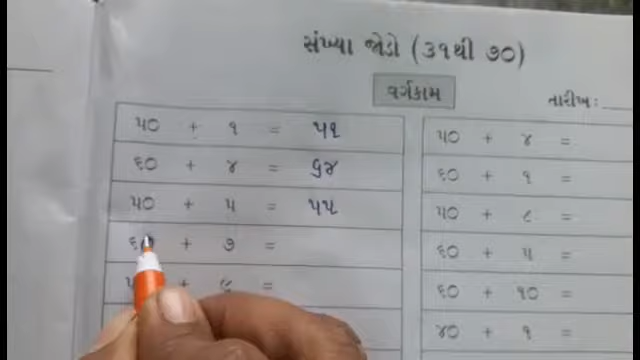 સંખ્યા જોડો (૩૧થી ૭૦)
વર્ગકામ
તારીખ:
૫૦ + ૧ = ૫૧
૬૦ + ૪ = ૬૪
૫૦ + ૫ = ૫૫
૬૦ + ૭ =
+ =
૫૦ + ૪ =
૬૦ + ૧ =
૫૦ + ૮ =
૬૦ + ૫ =
૬૦ + ૧૦ =
૪૦ + ૧ =